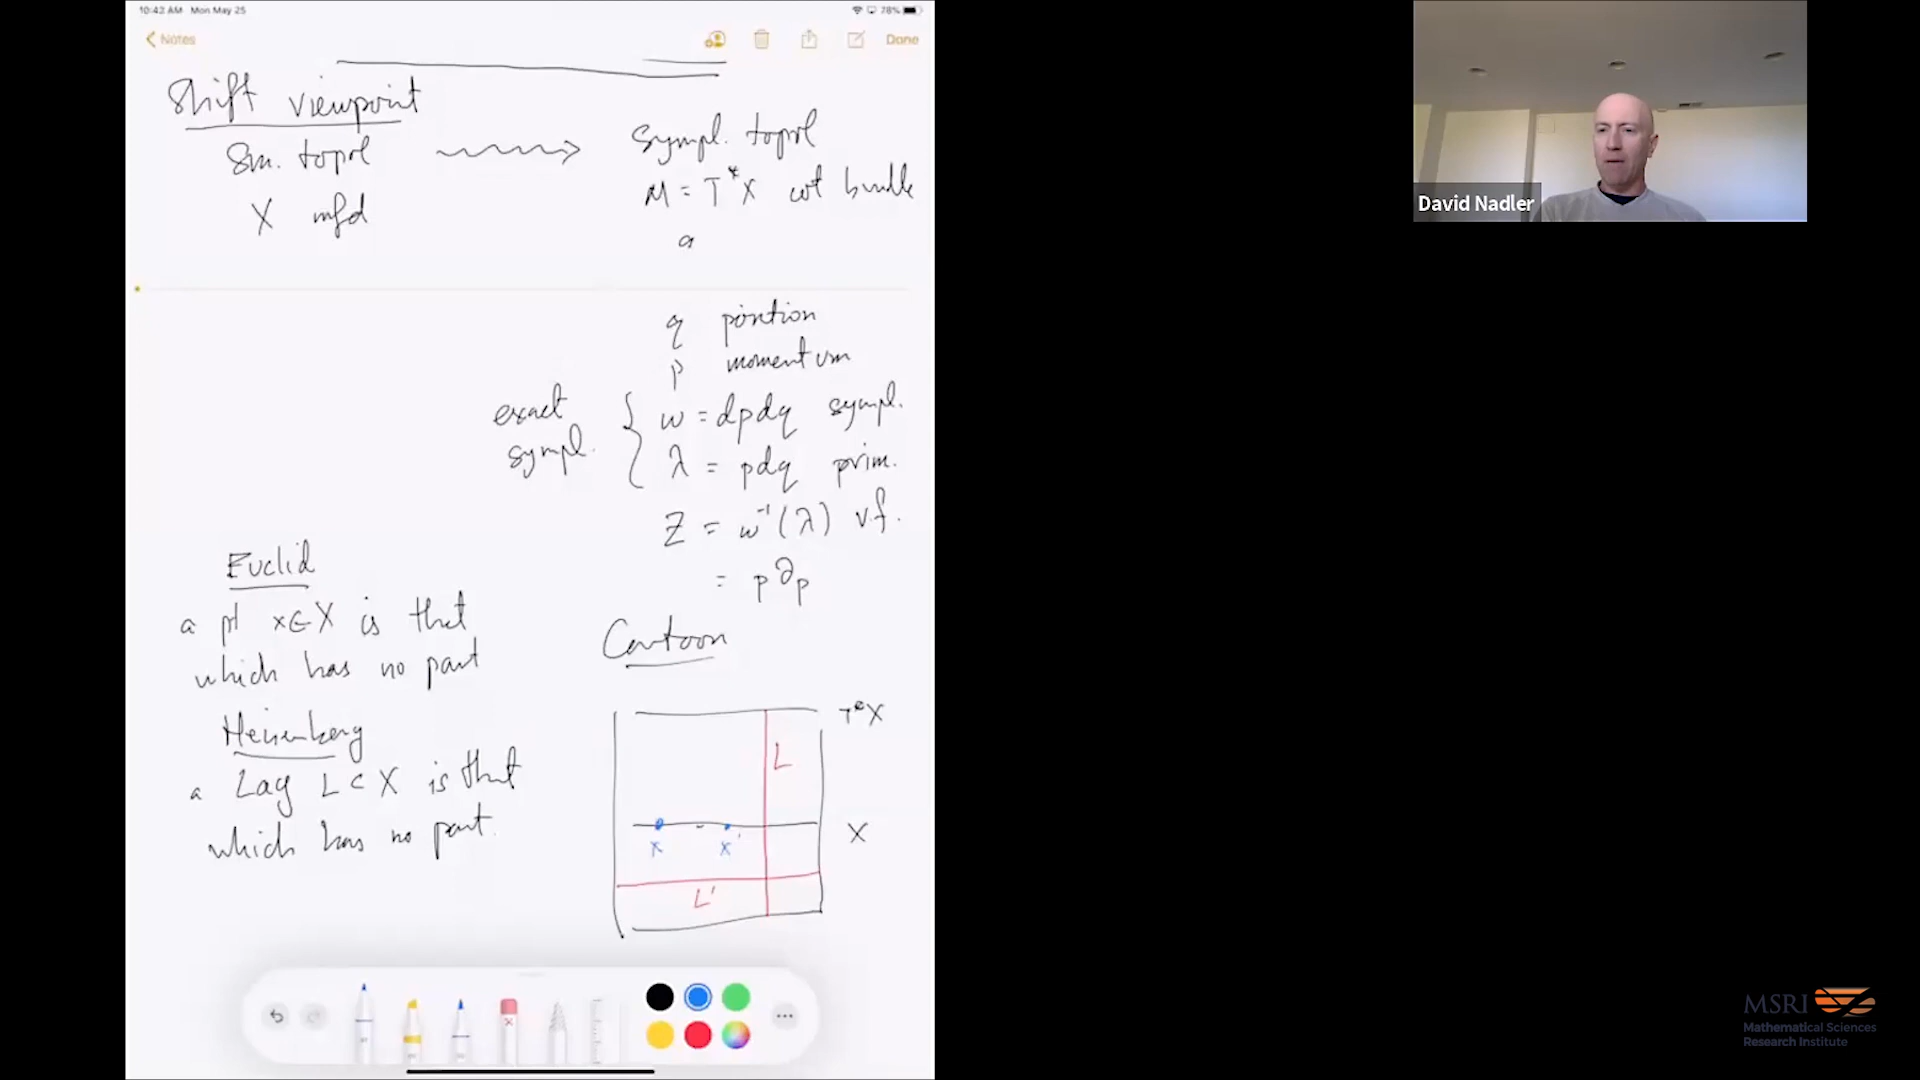 10:42 AM Mon May 25
78%
Notes
Done
Shift viewpoint
Sm. topol
Sympl. topol
X mfd
M = T*X cot bundle
q
q position
p momentum
exact sympl.
ω = dpdq sympl.
λ = pdq prim.
Z = ω⁻¹(λ) v.f.
= p∂p
Euclid
a pt x∈X is that
which has no part
Heisenberg
a Lag L ⊂ X is that
which has no part.
Cartoon
T*X
L
X
x x'
L'
David Nadler
MSRI
Mathematical Sciences
Research Institute